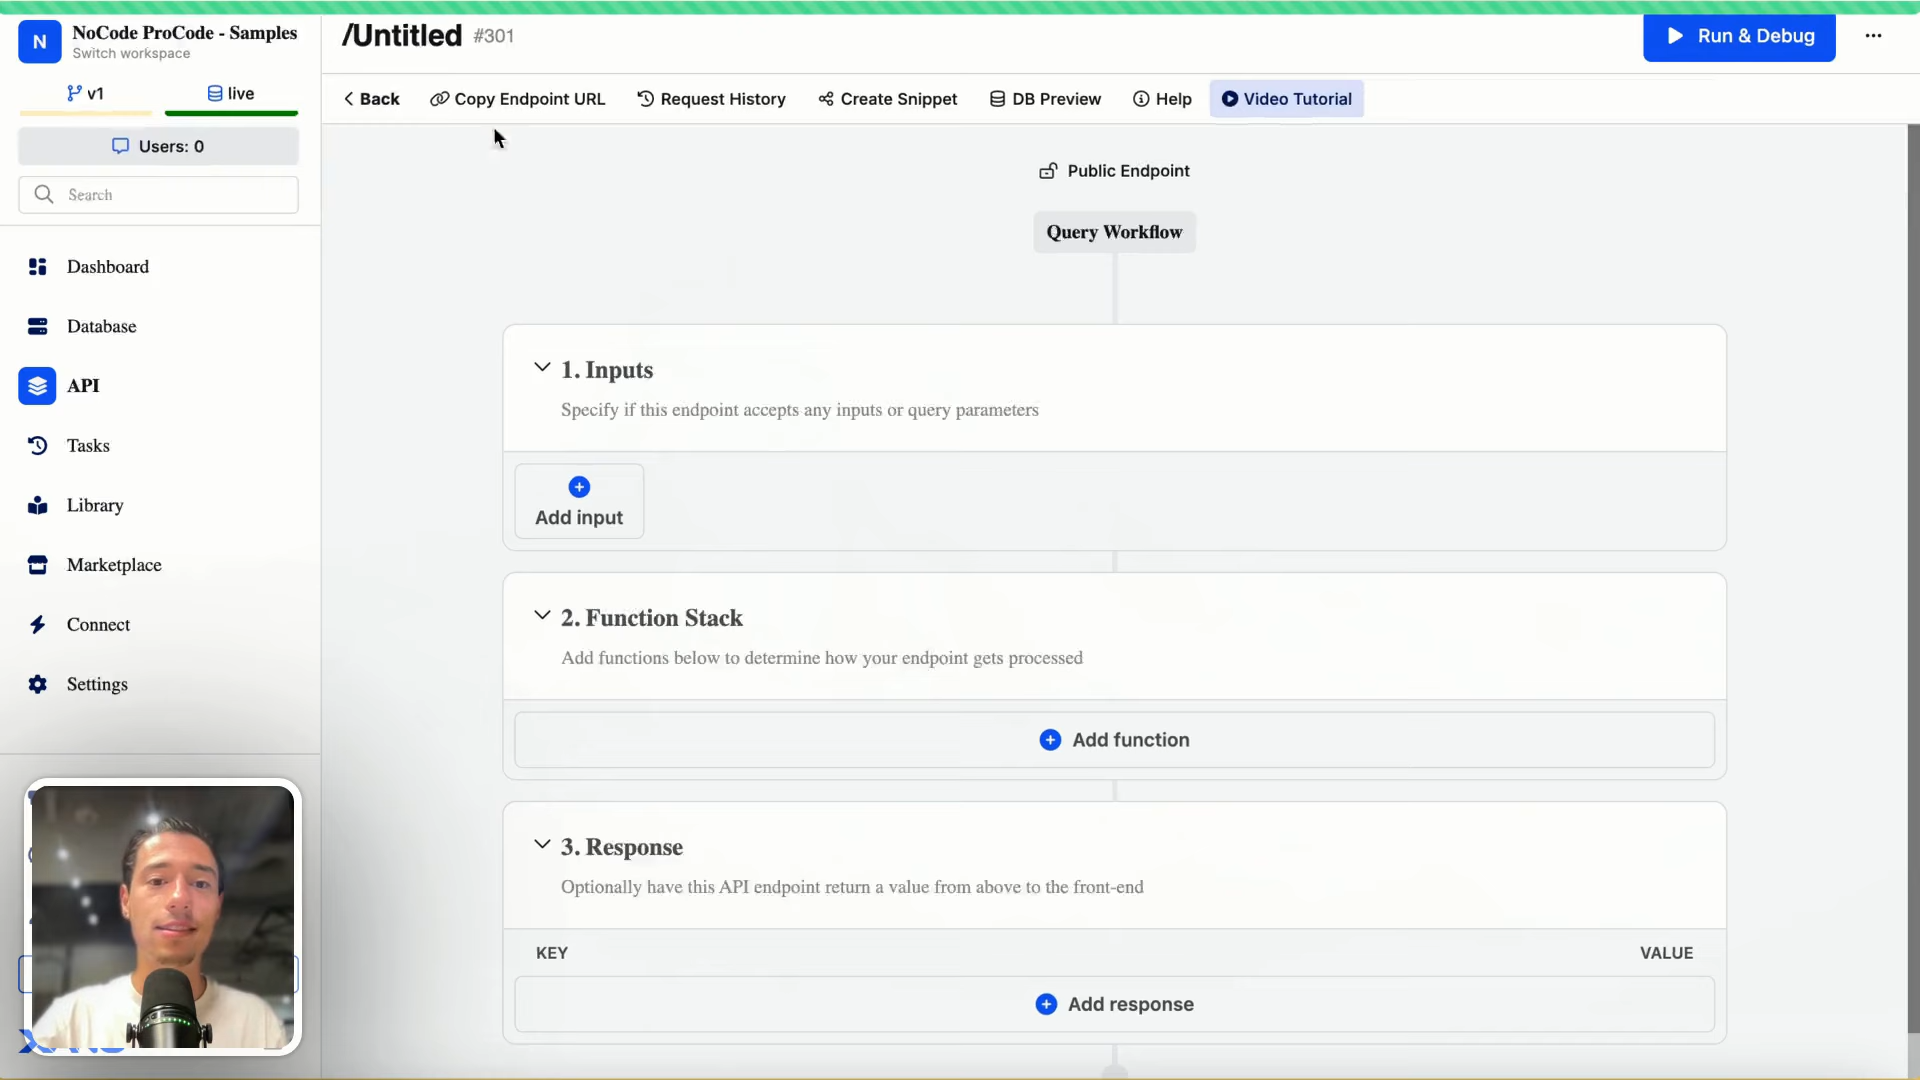 N
NoCode ProCode - Samples
Switch workspace
/Untitled #301
Run & Debug
v1
live
Back
Copy Endpoint URL
Request History
Create Snippet
DB Preview
Help
Video Tutorial
Users: 0
Search
Public Endpoint
Query Workflow
Dashboard
Database
API
Tasks
Library
Marketplace
Connect
Settings
1. Inputs
Specify if this endpoint accepts any inputs or query parameters
Add input
2. Function Stack
Add functions below to determine how your endpoint gets processed
Add function
3. Response
Optionally have this API endpoint return a value from above to the front-end
KEY
VALUE
Add response